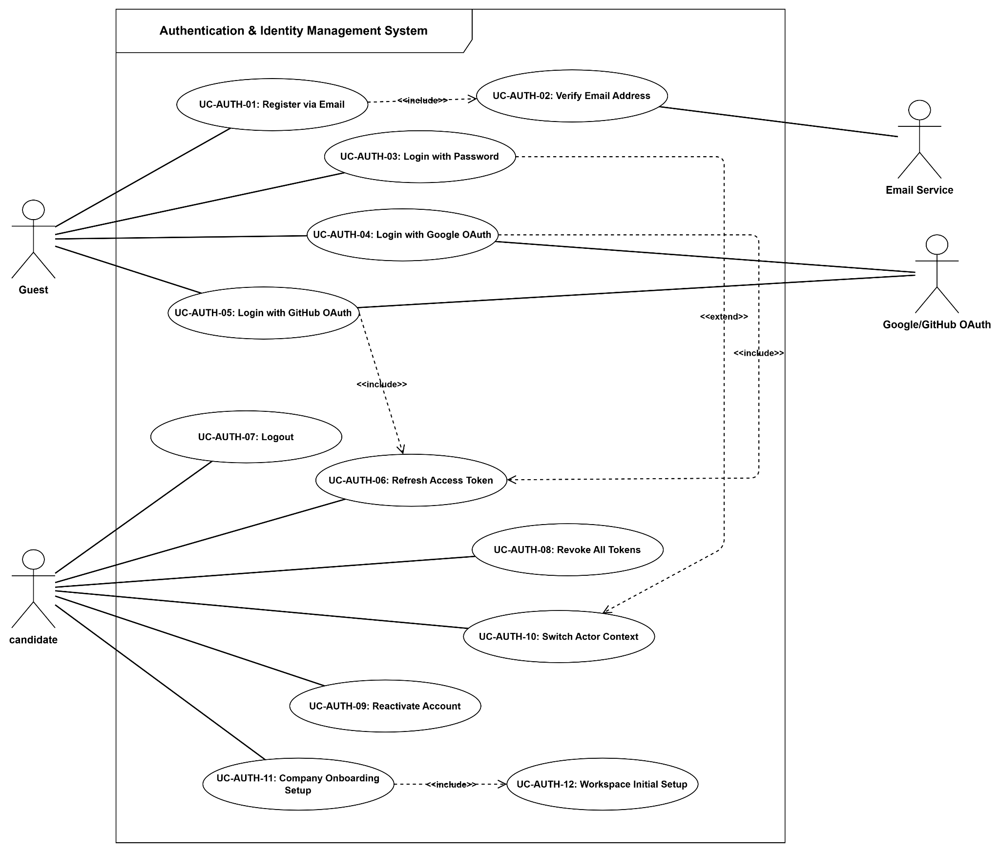 Authentication & Identity Management System
UC-AUTH-01: Register via Email
<<include>>
UC-AUTH-02: Verify Email Address
UC-AUTH-03: Login with Password
Email Service
UC-AUTH-04: Login with Google OAuth
Guest
UC-AUTH-05: Login with GitHub OAuth
<<extend>>
Google/GitHub OAuth
<<include>>
<<include>>
UC-AUTH-07: Logout
UC-AUTH-06: Refresh Access Token
UC-AUTH-08: Revoke All Tokens
UC-AUTH-10: Switch Actor Context
candidate
UC-AUTH-09: Reactivate Account
UC-AUTH-11: Company Onboarding
Setup
<<include>>
UC-AUTH-12: Workspace Initial Setup